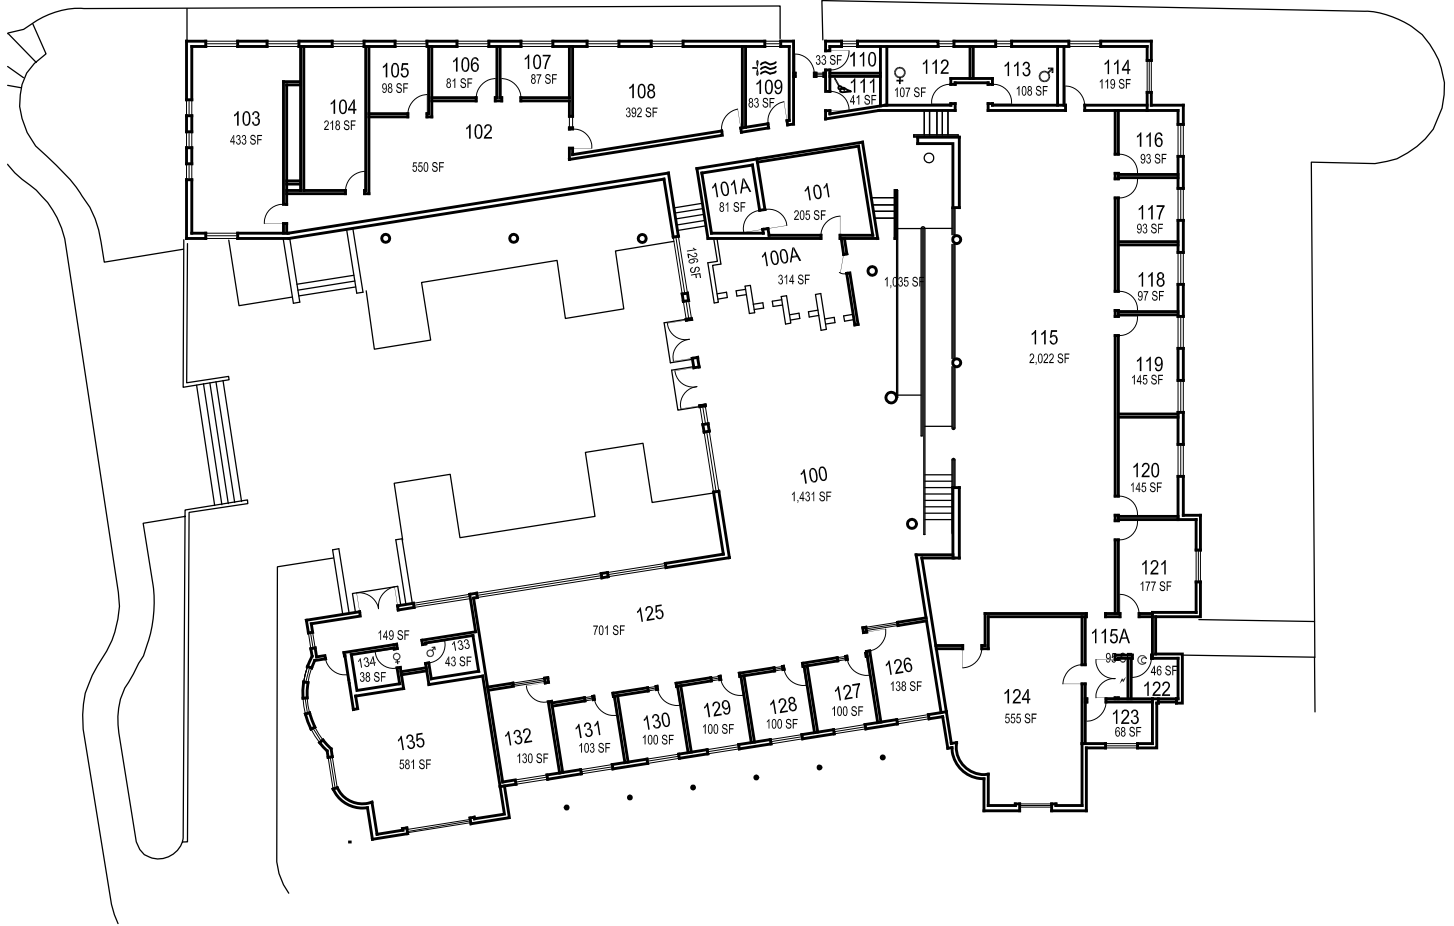 103
433 SF
104
218 SF
105
98 SF
106
81 SF
107
87 SF
102
550 SF
108
392 SF
109
83 SF
33 SF
110
111
41 SF
112
107 SF
113
108 SF
114
119 SF
116
93 SF
117
93 SF
118
97 SF
119
145 SF
120
145 SF
121
177 SF
101A
81 SF
101
205 SF
126 SF
100A
314 SF
1,035 SF
115
2,022 SF
100
1,431 SF
115A
46 SF
122
123
68 SF
124
555 SF
125
701 SF
126
138 SF
127
100 SF
128
100 SF
129
100 SF
130
100 SF
131
103 SF
132
130 SF
149 SF
133
43 SF
134
38 SF
135
581 SF